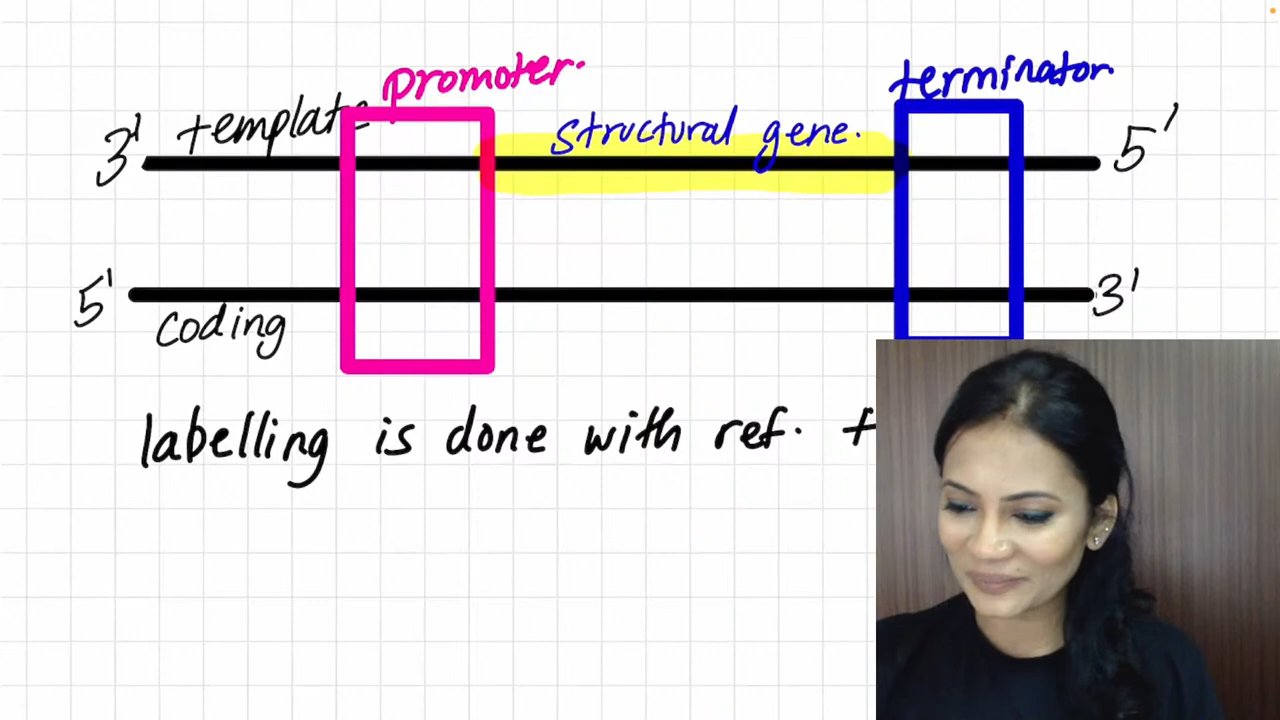 promoter.
terminator.
3' template structural gene. 5'
5' 3'
coding
labelling is done with ref.